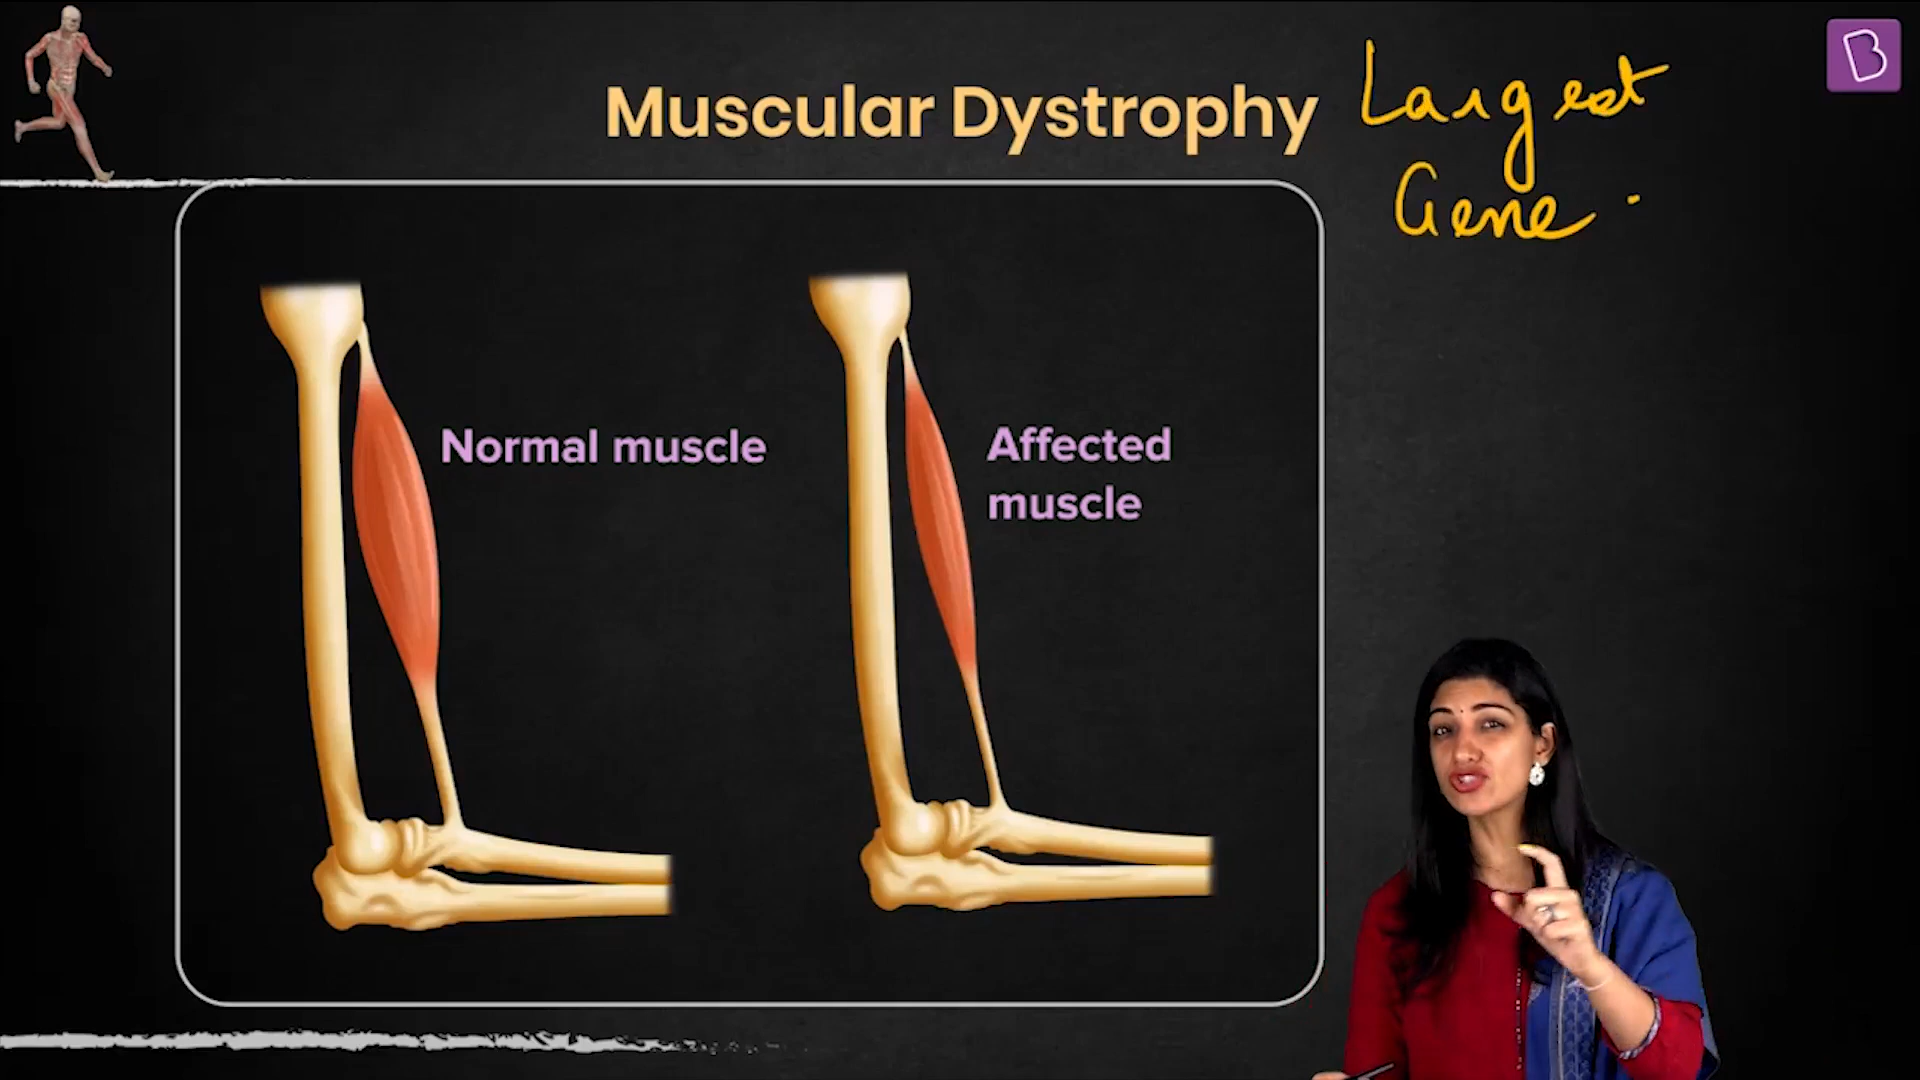 Muscular Dystrophy
Largest
Gene.
Normal muscle
Affected
muscle
B